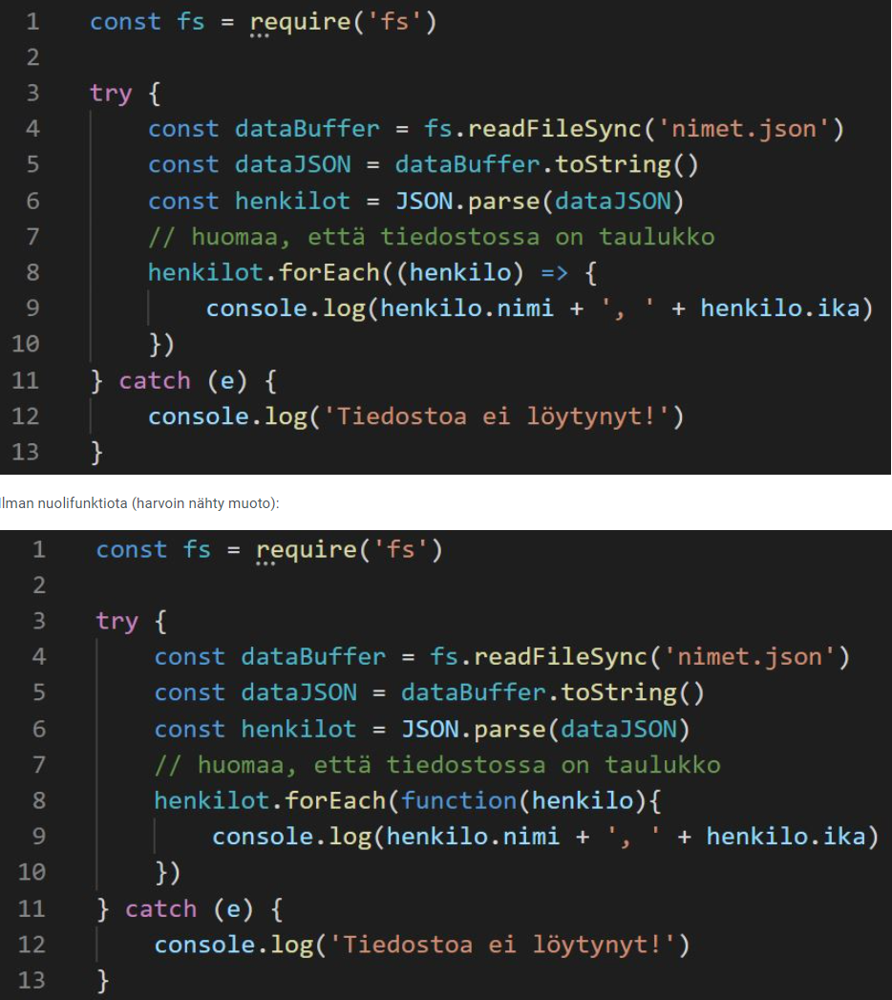 1 const fs = require('fs')
2
3 try {
4 const dataBuffer = fs.readFileSync('nimet.json')
5 const dataJSON = dataBuffer.toString()
6 const henkilot = JSON.parse(dataJSON)
7 // huomaa, että tiedostossa on taulukko
8 henkilot.forEach((henkilo) => {
9 console.log(henkilo.nimi + ', ' + henkilo.ika)
10 })
11 } catch (e) {
12 console.log('Tiedostoa ei löytynyt!')
13 }
Ilman nuolifunktiota (harvoin nähty muoto):
1 const fs = require('fs')
2
3 try {
4 const dataBuffer = fs.readFileSync('nimet.json')
5 const dataJSON = dataBuffer.toString()
6 const henkilot = JSON.parse(dataJSON)
7 // huomaa, että tiedostossa on taulukko
8 henkilot.forEach(function(henkilo){
9 console.log(henkilo.nimi + ', ' + henkilo.ika)
10 })
11 } catch (e) {
12 console.log('Tiedostoa ei löytynyt!')
13 }